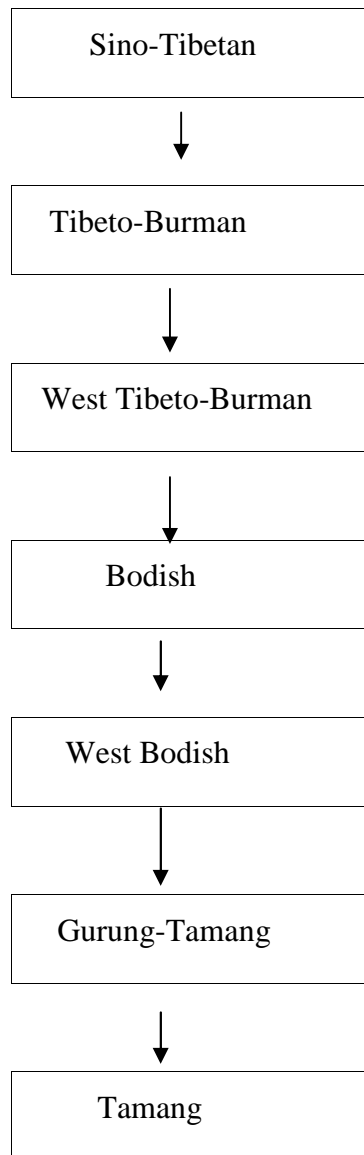 Sino-Tibetan
Tibeto-Burman
West Tibeto-Burman
Bodish
West Bodish
Gurung-Tamang
Tamang